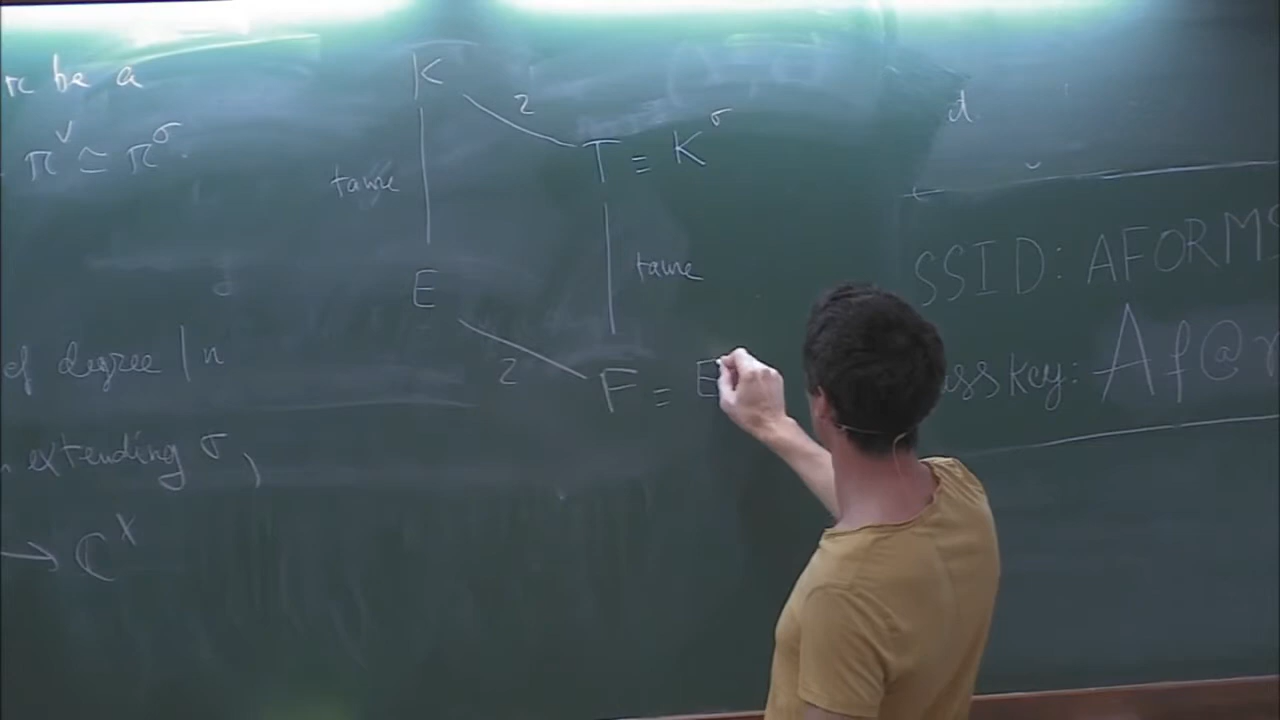 be a
π^∨ ≃ π^σ.
of degree | n
extending σ,
→ ℂ^×
K
2
T = K^σ
tame
tame
E
2
F = E
d.
SSID: AFORMS
key: Af@